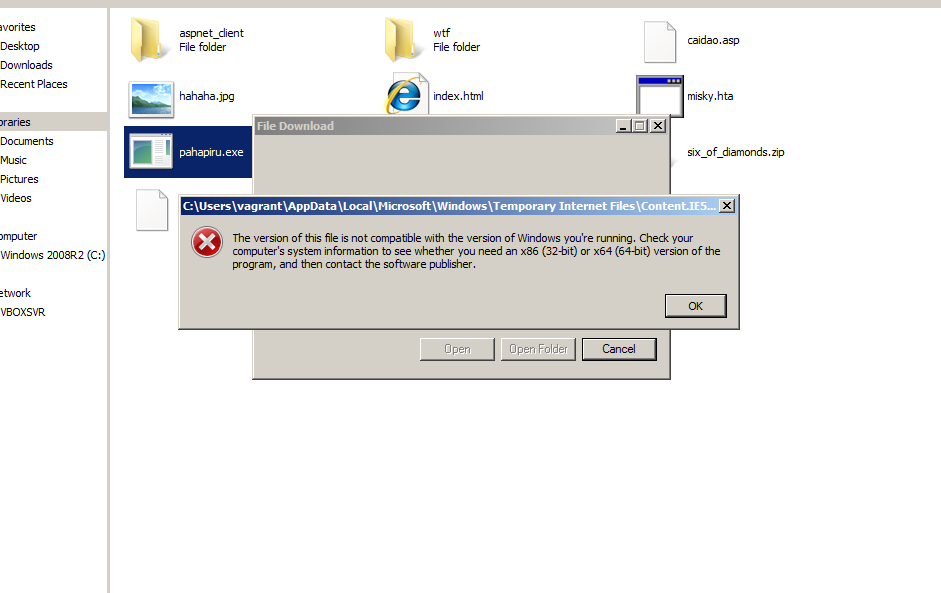 avorites
Desktop
Downloads
Recent Places
braries
Documents
Music
Pictures
Videos
omputer
Windows 2008R2 (C:)
etwork
VBOXSVR
aspnet_client
File folder
wtf
File folder
caidao.asp
hahaha.jpg
index.html
misky.hta
pahapiru.exe
six_of_diamonds.zip
File Download
C:\Users\vagrant\AppData\Local\Microsoft\Windows\Temporary Internet Files\Content.IE5...
The version of this file is not compatible with the version of Windows you're running. Check your
computer's system information to see whether you need an x86 (32-bit) or x64 (64-bit) version of the
program, and then contact the software publisher.
OK
Open
Open Folder
Cancel